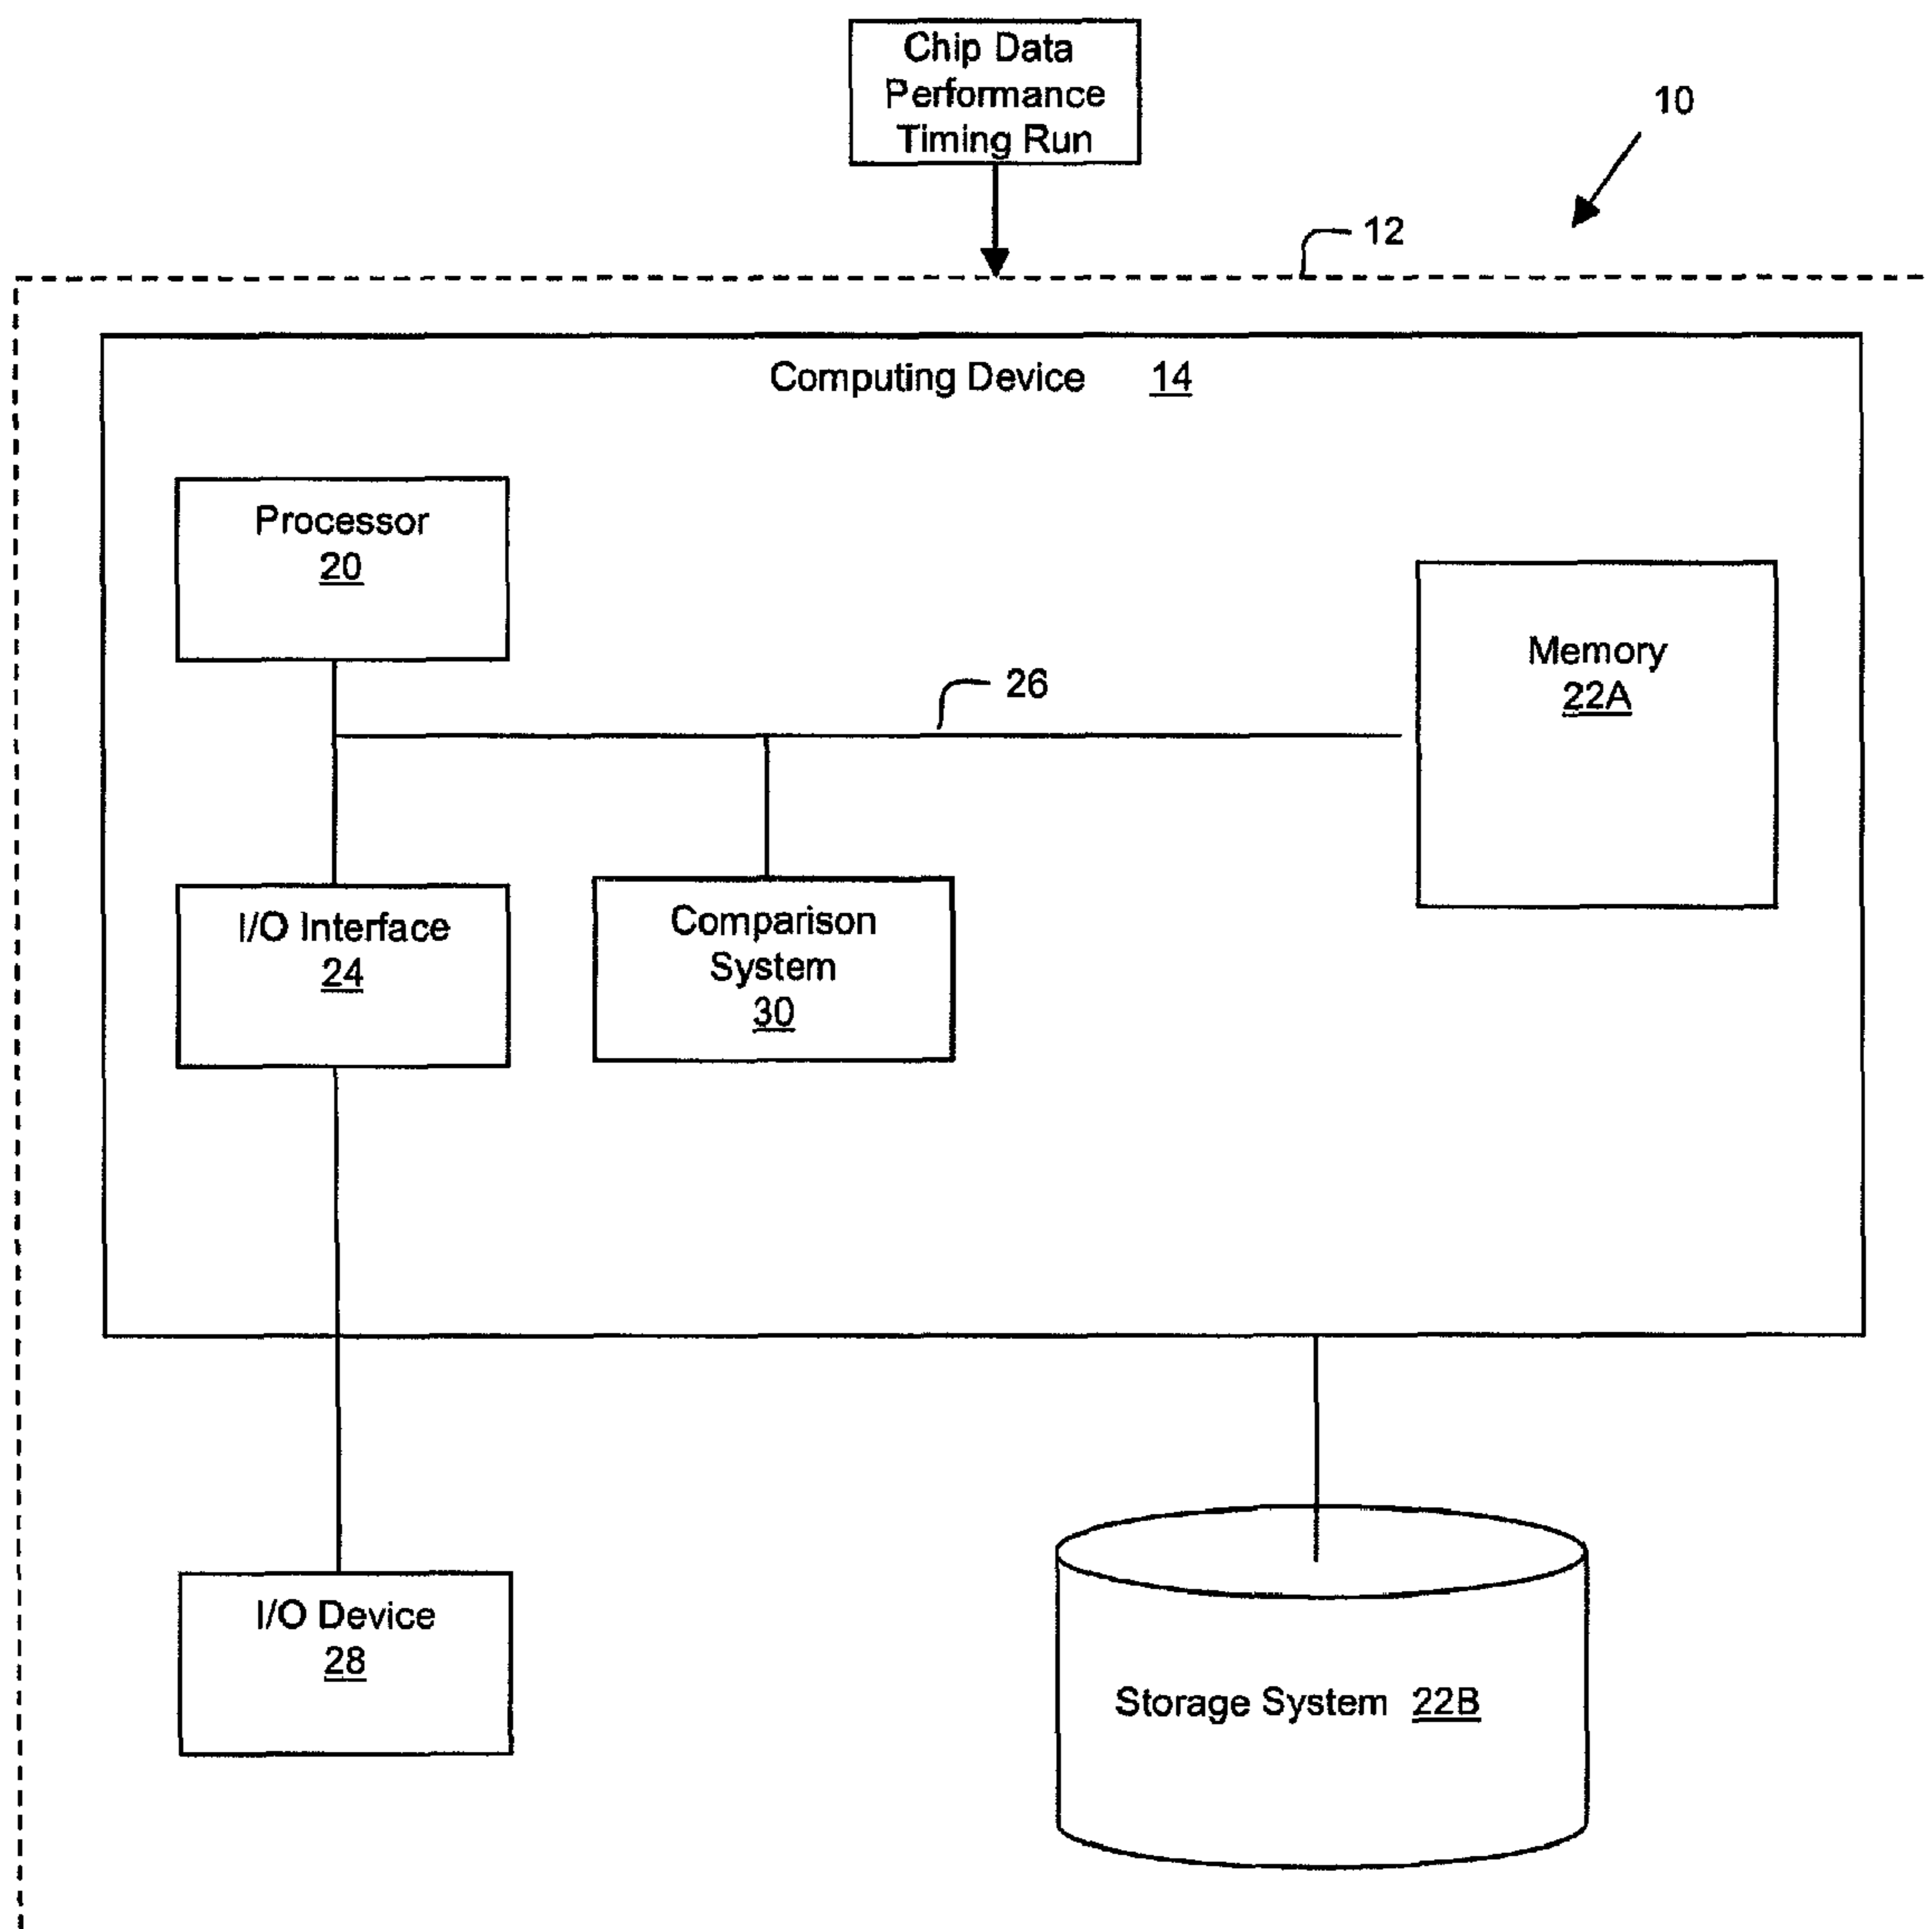 Chip Data
Performance
Timing Run
10
12
Computing Device 14
Processor
20
Memory
22A
26
I/O Interface
24
Comparison
System
30
I/O Device
28
Storage System 22B